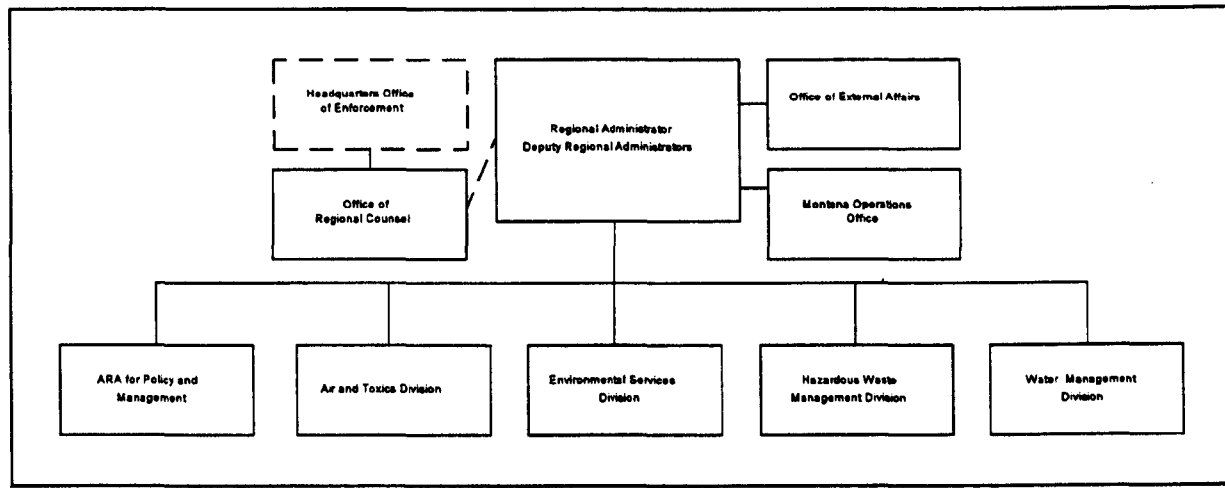 Headquarters Office
of Enforcement
Regional Administrator
Deputy Regional Administrators
Office of External Affairs
Office of
Regional Counsel
Montana Operations
Office
ARA for Policy and
Management
Air and Toxics Division
Environmental Services
Division
Hazardous Waste
Management Division
Water Management
Division